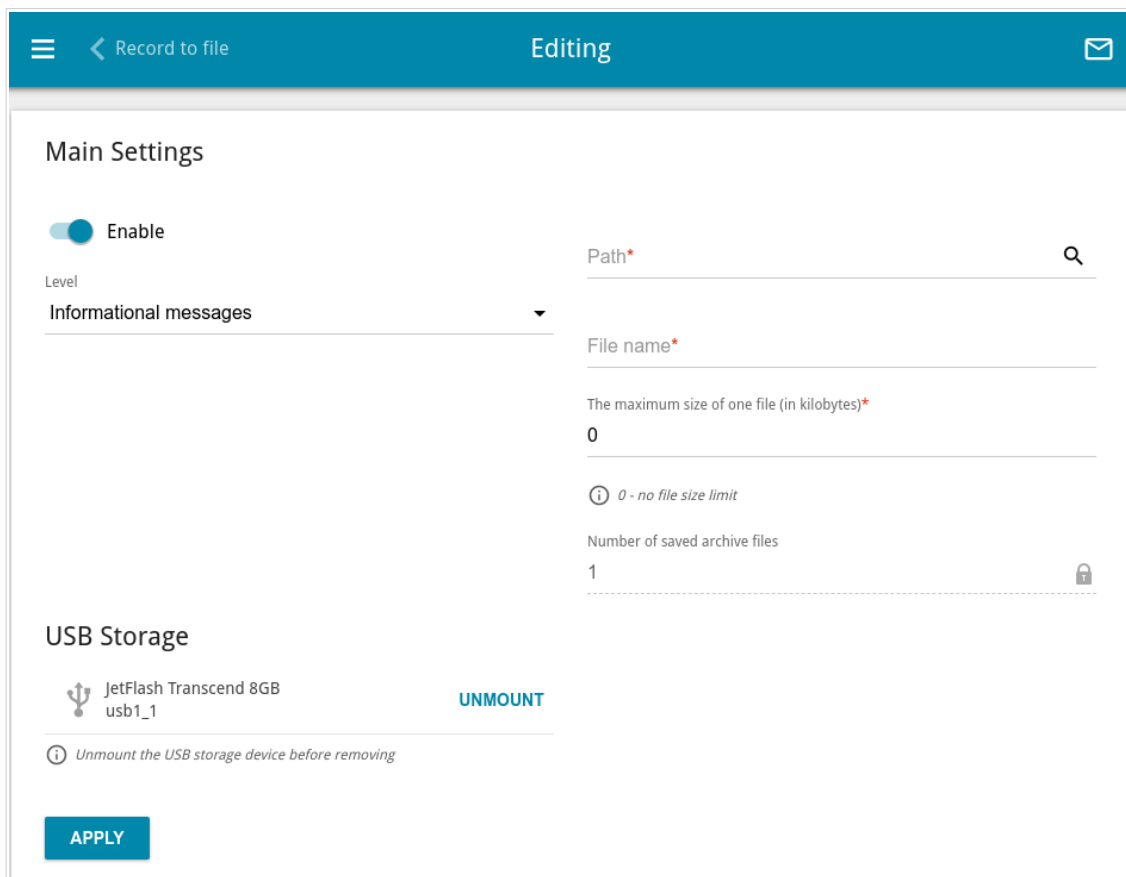 Record to file
Editing
Main Settings
Enable
Level
Informational messages
Path*
File name*
The maximum size of one file (in kilobytes)*
0
0 - no file size limit
Number of saved archive files
1
USB Storage
JetFlash Transcend 8GB
usb1_1
UNMOUNT
Unmount the USB storage device before removing
APPLY